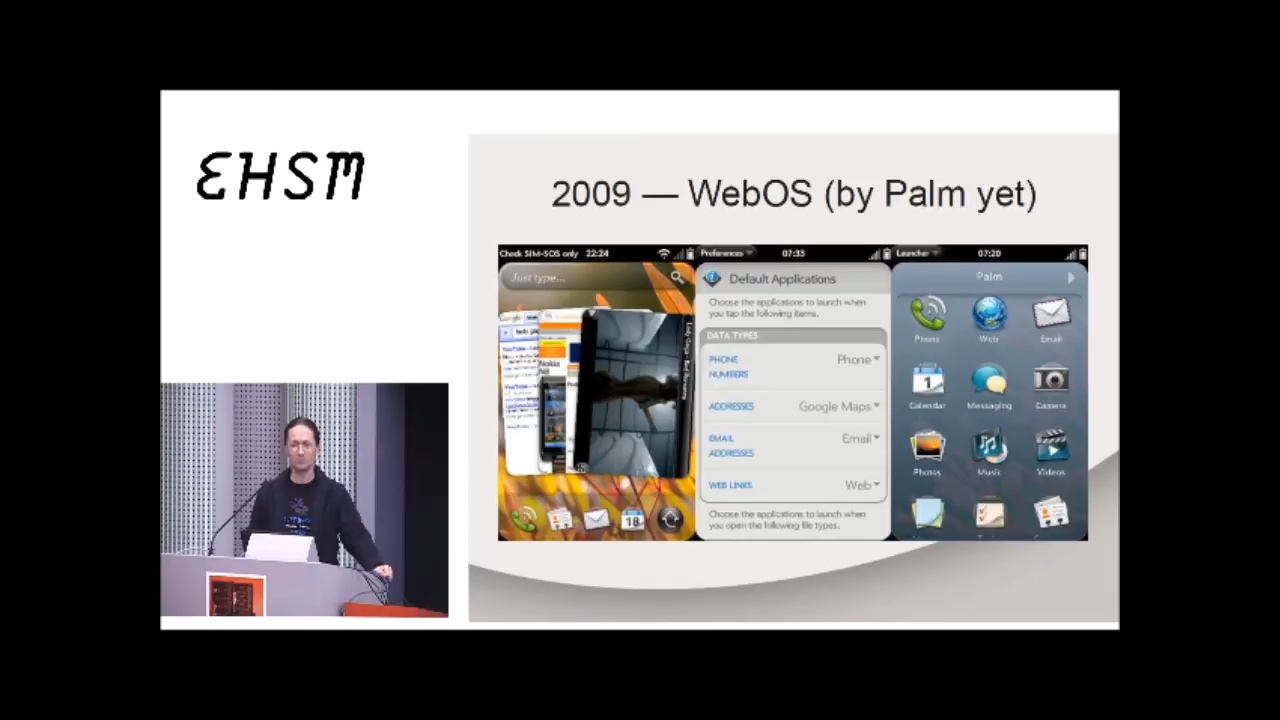 EHSM
2009 — WebOS (by Palm yet)
Check SIM-SOS only 22:24
Just type...
18
Preferences 07:33
Default Applications
Choose the applications to launch when
you tap the following items.
DATA TYPES
PHONE
NUMBERS
Phone
ADDRESSES
Google Maps
EMAIL
ADDRESSES
Email
WEB LINKS
Web
Choose the applications to launch when
you open the following file types.
Launcher 07:20
Palm
Phone Web Email
1
Calendar Messaging Camera
Photos Music Videos